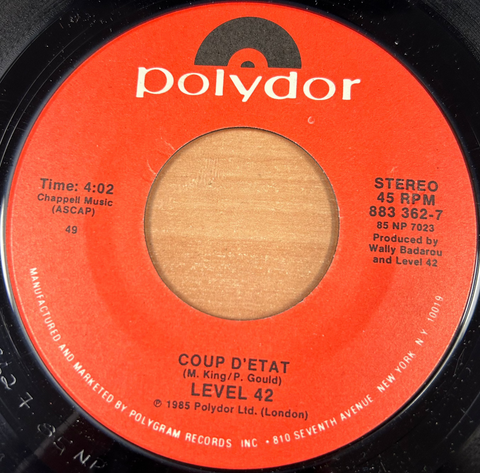 polydor
Time: 4:02
Chappell Music
(ASCAP)
49
STEREO
45 RPM
883 362-7
85 NP 7023
Produced by
Wally Badarou
and Level 42
COUP D'ETAT
(M. King/P. Gould)
LEVEL 42
℗ 1985 Polydor Ltd. (London)
MANUFACTURED AND MARKETED BY POLYGRAM RECORDS INC • 810 SEVENTH AVENUE, NEW YORK, N.Y. 10019